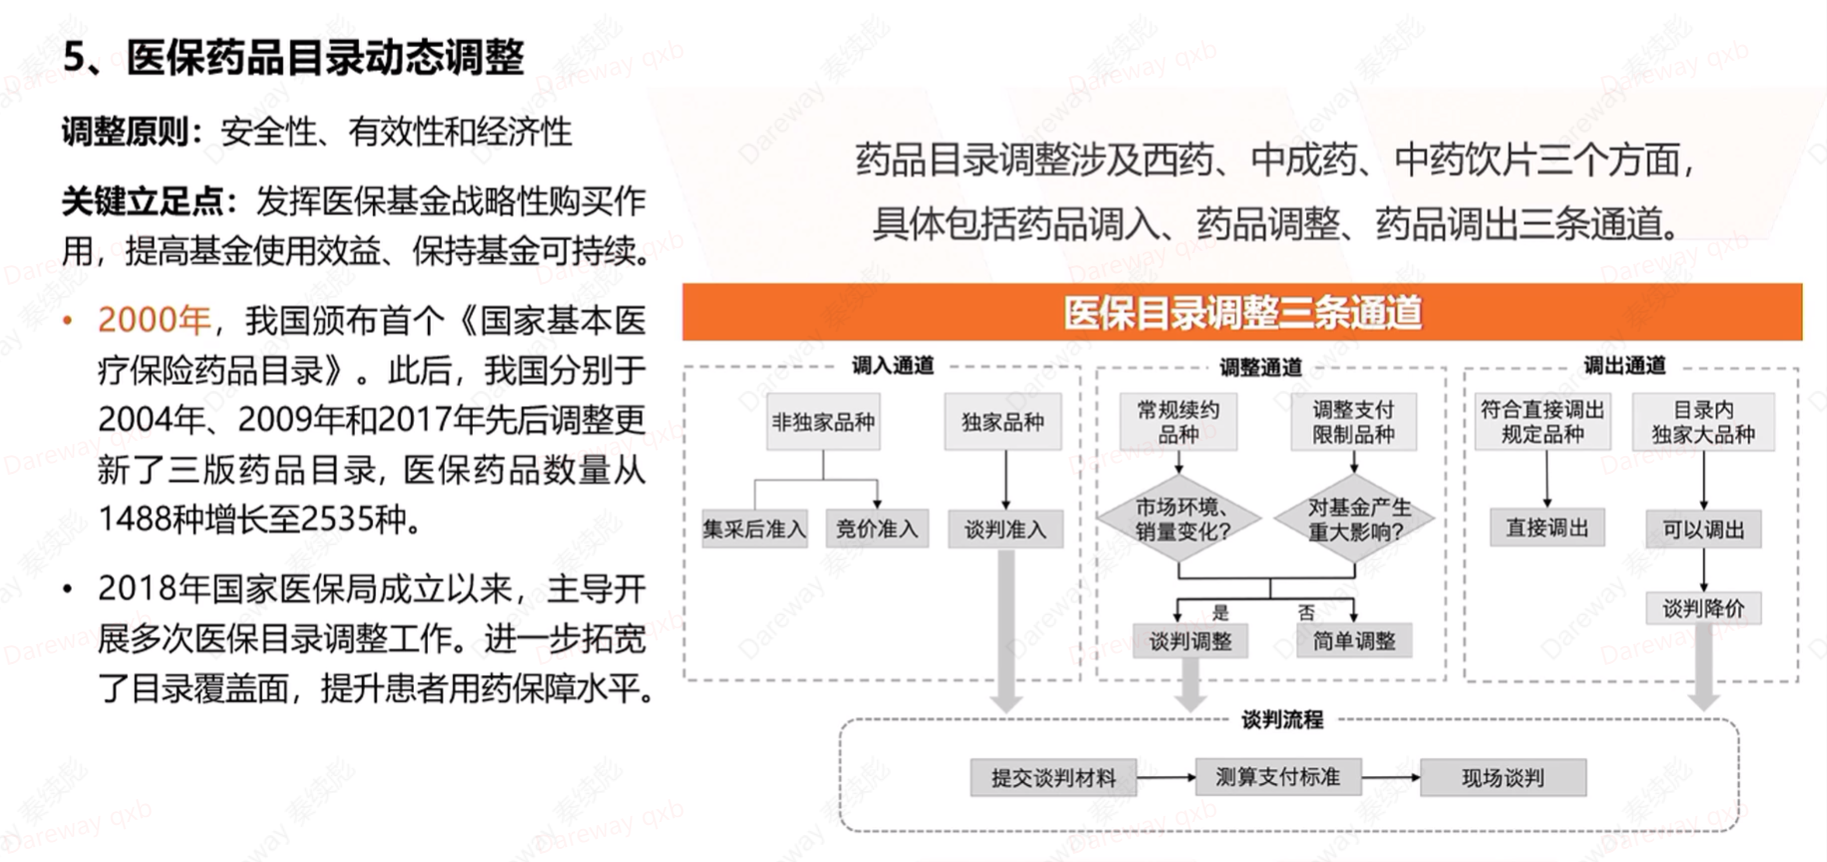 5、医保药品目录动态调整
调整原则：安全性、有效性和经济性
关键立足点：发挥医保基金战略性购买作
用，提高基金使用效益、保持基金可持续。
• 2000年，我国颁布首个《国家基本医
疗保险药品目录》。此后，我国分别于
2004年、2009年和2017年先后调整更
新了三版药品目录, 医保药品数量从
1488种增长至2535种。
• 2018年国家医保局成立以来，主导开
展多次医保目录调整工作。进一步拓宽
了目录覆盖面，提升患者用药保障水平。
药品目录调整涉及西药、中成药、中药饮片三个方面，
具体包括药品调入、药品调整、药品调出三条通道。
医保目录调整三条通道
调入通道
非独家品种
独家品种
集采后准入
竞价准入
谈判准入
调整通道
常规续约
品种
调整支付
限制品种
市场环境、
销量变化？
对基金产生
重大影响？
是
否
谈判调整
简单调整
调出通道
符合直接调出
规定品种
目录内
独家大品种
直接调出
可以调出
谈判降价
谈判流程
提交谈判材料
测算支付标准
现场谈判
Dareway 秦续彪
Dareway qxb